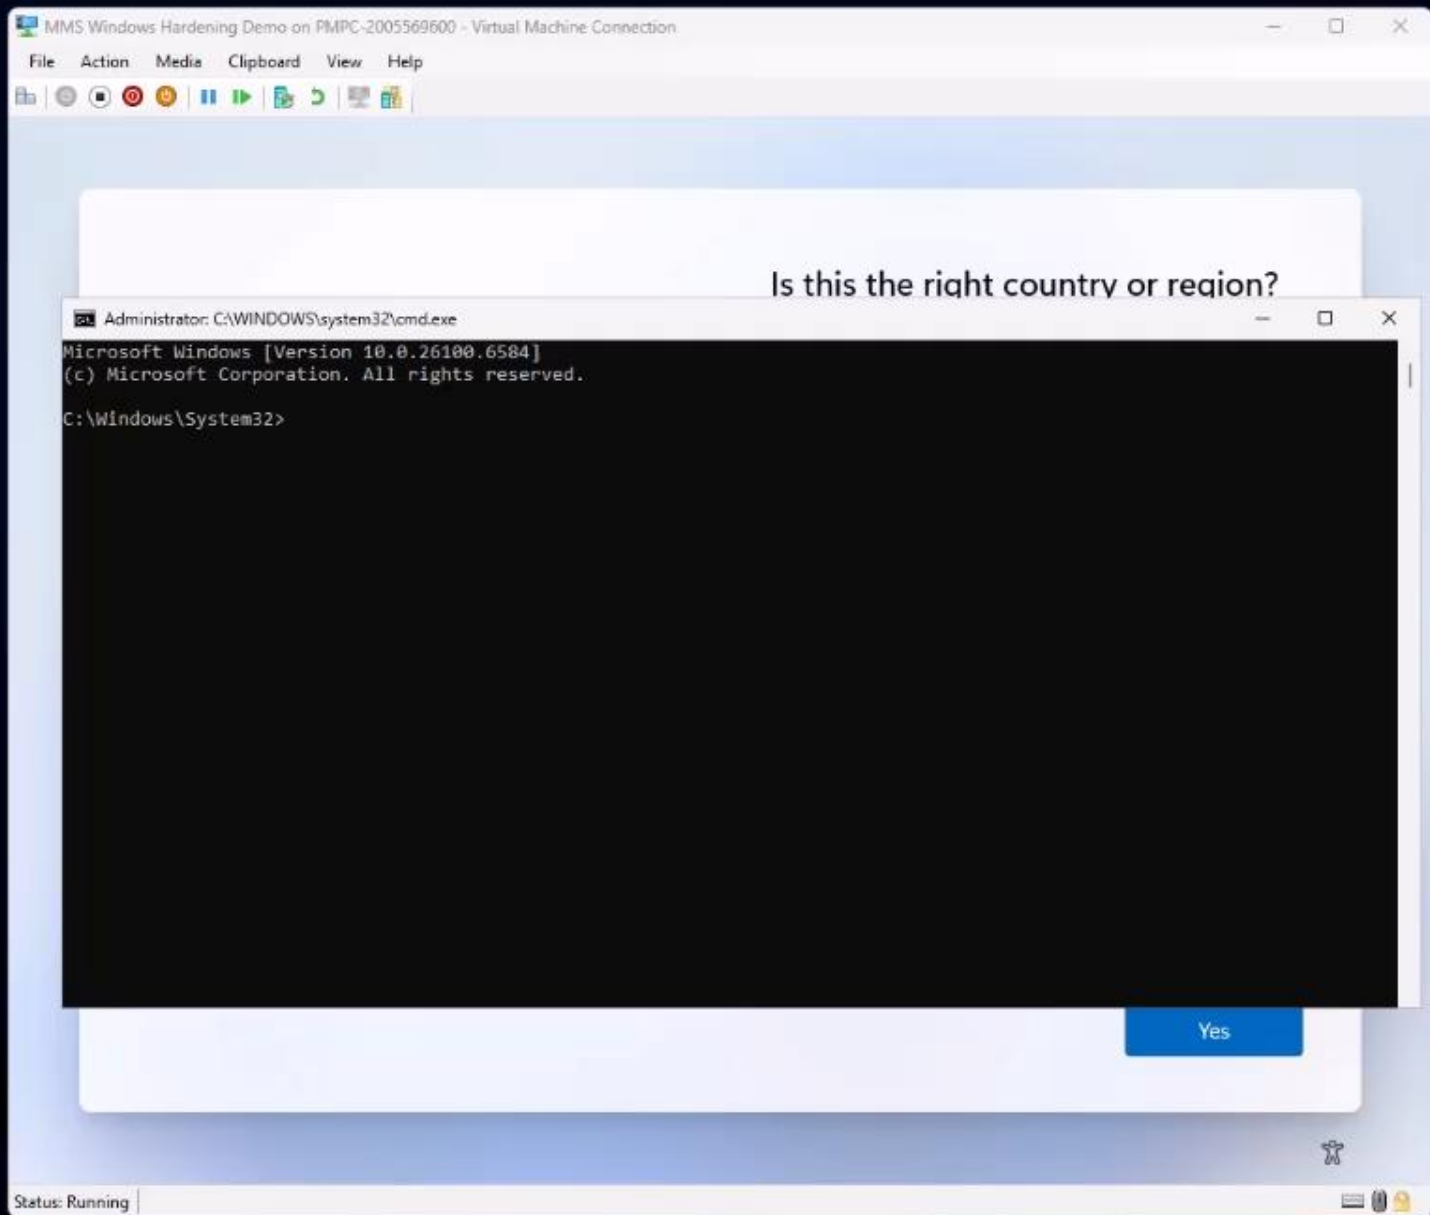 MMS Windows Hardening Demo on PMPC-2005569600 - Virtual Machine Connection
File Action Media Clipboard View Help
Is this the right country or region?
Administrator: C:\WINDOWS\system32\cmd.exe
Microsoft Windows [Version 10.0.26100.6584]
(c) Microsoft Corporation. All rights reserved.
C:\Windows\System32>
Yes
Status: Running